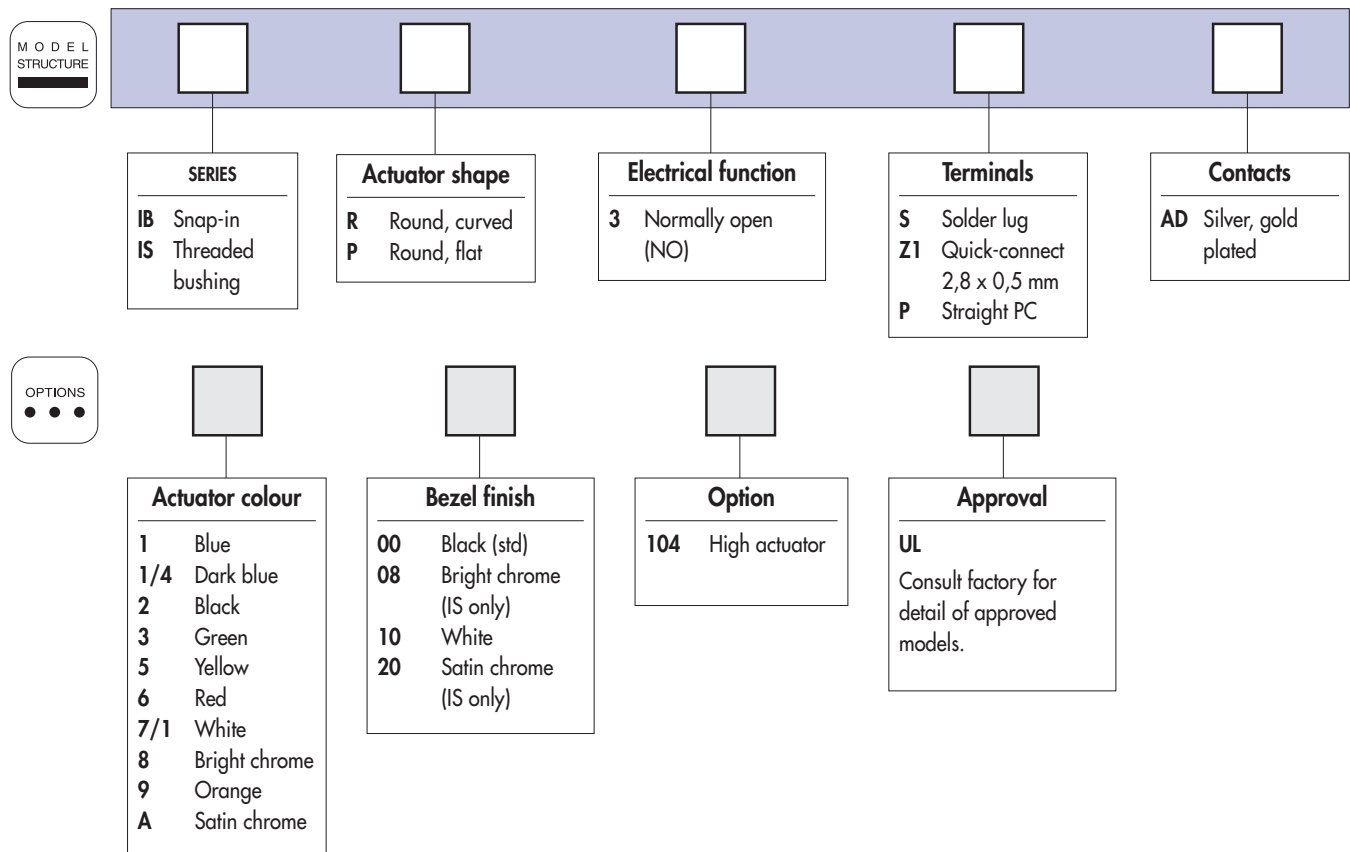 MODEL
STRUCTURE
SERIES
IB Snap-in
IS Threaded
bushing
Actuator shape
R Round, curved
P Round, flat
Electrical function
3 Normally open
(NO)
Terminals
S Solder lug
Z1 Quick-connect
2,8 x 0,5 mm
P Straight PC
Contacts
AD Silver, gold
plated
OPTIONS
Actuator colour
1 Blue
1/4 Dark blue
2 Black
3 Green
5 Yellow
6 Red
7/1 White
8 Bright chrome
9 Orange
A Satin chrome
Bezel finish
00 Black (std)
08 Bright chrome
(IS only)
10 White
20 Satin chrome
(IS only)
Option
104 High actuator
Approval
UL
Consult factory for
detail of approved
models.